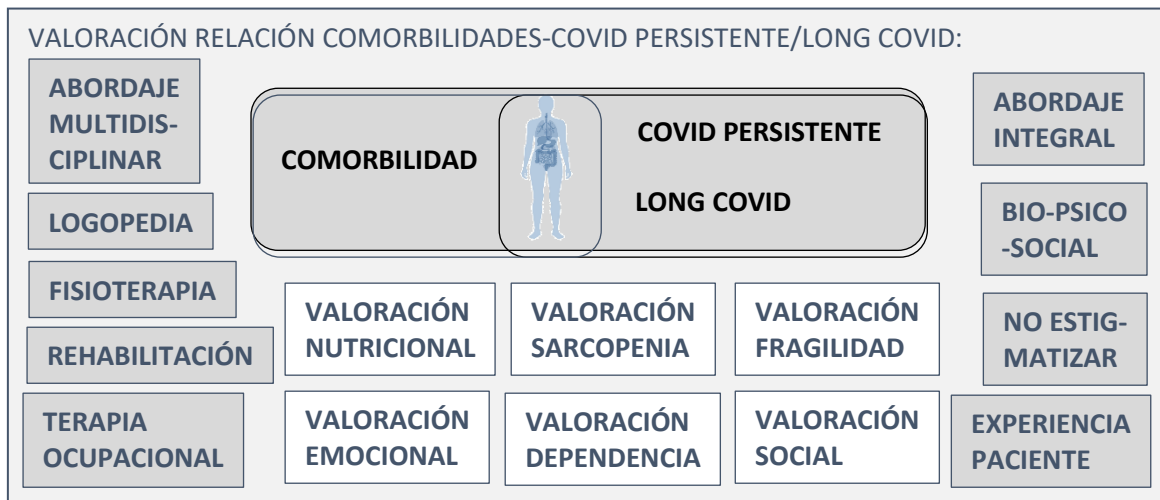 VALORACIÓN RELACIÓN COMORBILIDADES-COVID PERSISTENTE/LONG COVID:
ABORDAJE
MULTIDIS-
CIPLINAR
LOGOPEDIA
FISIOTERAPIA
REHABILITACIÓN
TERAPIA
OCUPACIONAL
COMORBILIDAD
COVID PERSISTENTE
LONG COVID
VALORACIÓN
NUTRICIONAL
VALORACIÓN
SARCOPENIA
VALORACIÓN
FRAGILIDAD
VALORACIÓN
EMOCIONAL
VALORACIÓN
DEPENDENCIA
VALORACIÓN
SOCIAL
ABORDAJE
INTEGRAL
BIO-PSICO
-SOCIAL
NO ESTIG-
MATIZAR
EXPERIENCIA
PACIENTE